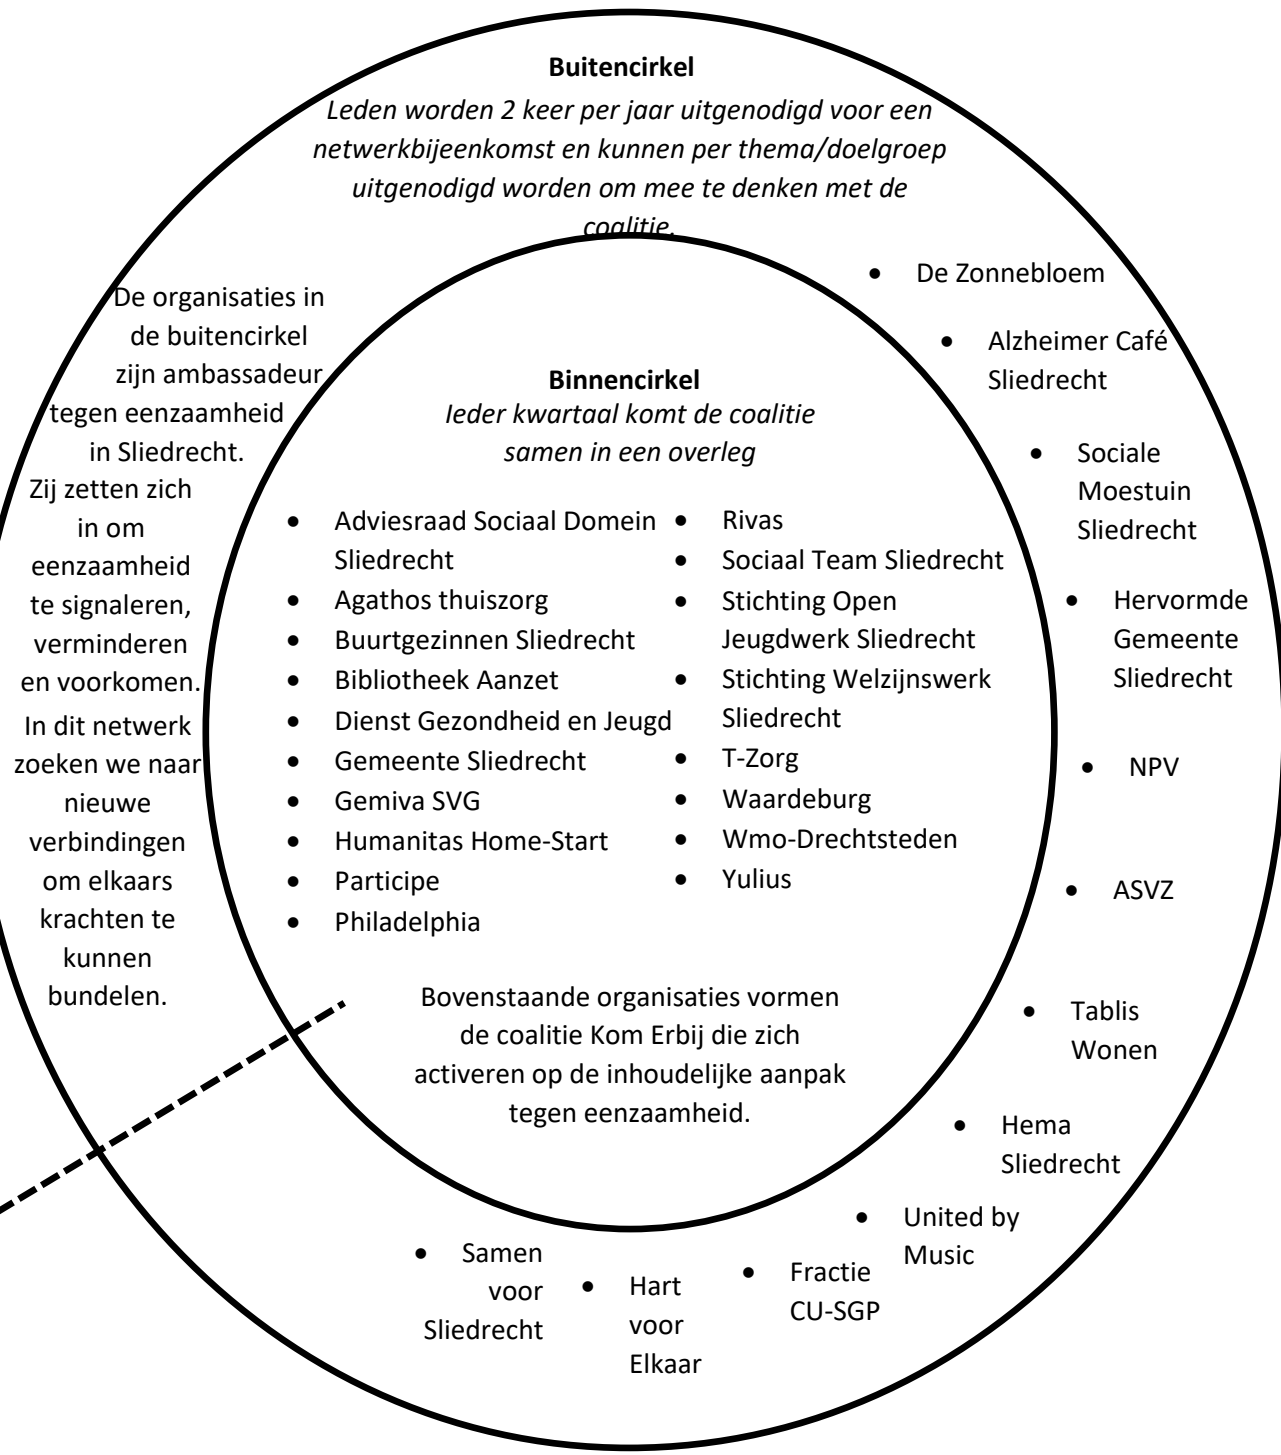 Buitencirkel
Leden worden 2 keer per jaar uitgenodigd voor een
netwerkbijeenkomst en kunnen per thema/doelgroep
uitgenodigd worden om mee te denken met de
coalitie.
De organisaties in
de buitencirkel
zijn ambassadeur
tegen eenzaamheid
in Sliedrecht.
Zij zetten zich
in om
eenzaamheid
te signaleren,
verminderen
en voorkomen.
In dit netwerk
zoeken we naar
nieuwe
verbindingen
om elkaars
krachten te
kunnen
bundelen.
Binnencirkel
Ieder kwartaal komt de coalitie
samen in een overleg
• Adviesraad Sociaal Domein
Sliedrecht
• Agathos thuiszorg
• Buurtgezinnen Sliedrecht
• Bibliotheek Aanzet
• Dienst Gezondheid en Jeugd
• Gemeente Sliedrecht
• Gemiva SVG
• Humanitas Home-Start
• Participe
• Philadelphia
• Rivas
• Sociaal Team Sliedrecht
• Stichting Open
Jeugdwerk Sliedrecht
• Stichting Welzijnswerk
Sliedrecht
• T-Zorg
• Waardeburg
• Wmo-Drechtsteden
• Yulius
Bovenstaande organisaties vormen
de coalitie Kom Erbij die zich
activeren op de inhoudelijke aanpak
tegen eenzaamheid.
• De Zonnebloem
• Alzheimer Café
Sliedrecht
• Sociale
Moestuin
Sliedrecht
• Hervormde
Gemeente
Sliedrecht
• NPV
• ASVZ
• Tablis
Wonen
• Hema
Sliedrecht
• United by
Music
• Fractie
CU-SGP
• Hart
voor
Elkaar
• Samen
voor
Sliedrecht